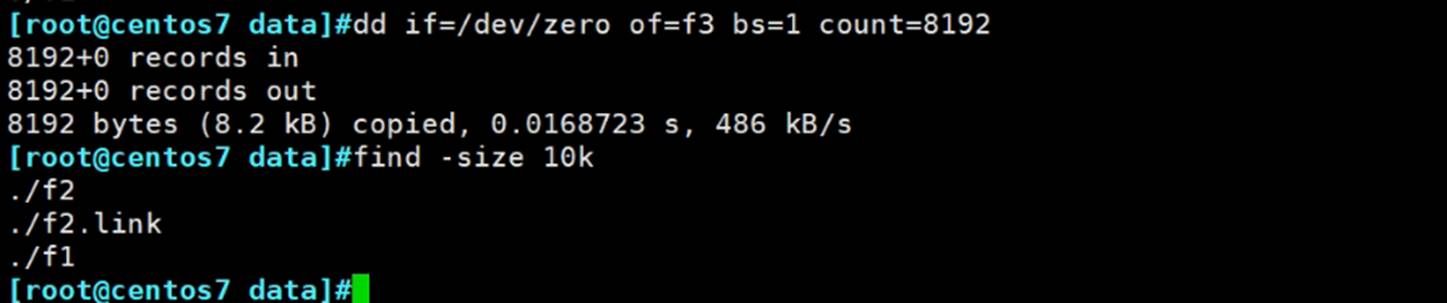 [root@centos7 data]#dd if=/dev/zero of=f3 bs=1 count=8192
8192+0 records in
8192+0 records out
8192 bytes (8.2 kB) copied, 0.0168723 s, 486 kB/s
[root@centos7 data]#find -size 10k
./f2
./f2.link
./f1
[root@centos7 data]#